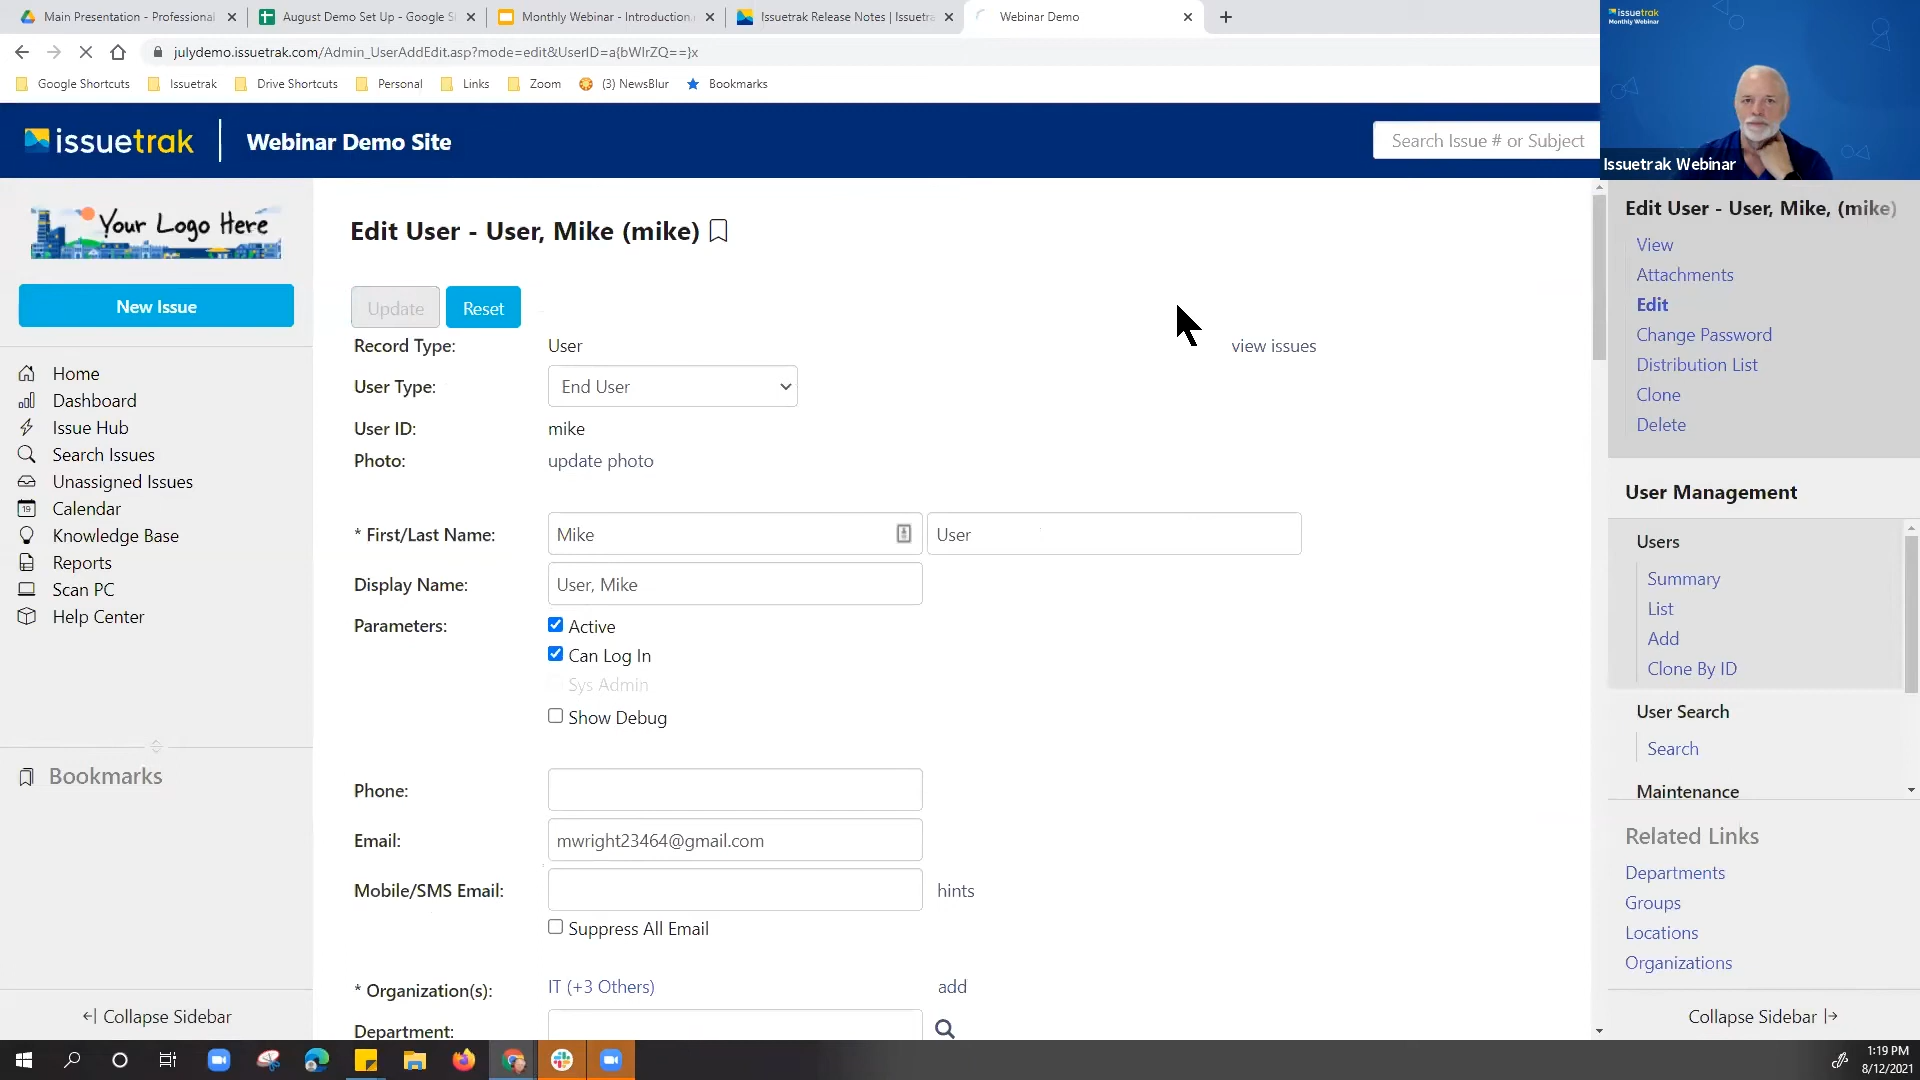 Main Presentation - Professional
August Demo Set Up - Google S
Monthly Webinar - Introduction.
Issuetrak Release Notes | Issuetra
Webinar Demo
julydemo.issuetrak.com/Admin_UserAddEdit.asp?mode=edit&UserID=a{bWlrZQ==}x
Google Shortcuts
Issuetrak
Drive Shortcuts
Personal
Links
Zoom
(3) NewsBlur
Bookmarks
issuetrak
Monthly Webinar
Issuetrak Webinar
issuetrak
Webinar Demo Site
Search Issue # or Subject
Your Logo Here
New Issue
Home
Dashboard
Issue Hub
Search Issues
Unassigned Issues
19
Calendar
Knowledge Base
Reports
Scan PC
Help Center
Bookmarks
Collapse Sidebar
Edit User - User, Mike (mike)
Update
Reset
Record Type:
User
view issues
User Type:
End User
User ID:
mike
Photo:
update photo
* First/Last Name:
Mike
User
Display Name:
User, Mike
Parameters:
Active
Can Log In
Sys Admin
Show Debug
Phone:
Email:
mwright23464@gmail.com
Mobile/SMS Email:
hints
Suppress All Email
* Organization(s):
IT (+3 Others)
add
Department:
Edit User - User, Mike, (mike)
View
Attachments
Edit
Change Password
Distribution List
Clone
Delete
User Management
Users
Summary
List
Add
Clone By ID
User Search
Search
Maintenance
Related Links
Departments
Groups
Locations
Organizations
Collapse Sidebar
1:19 PM
8/12/2021